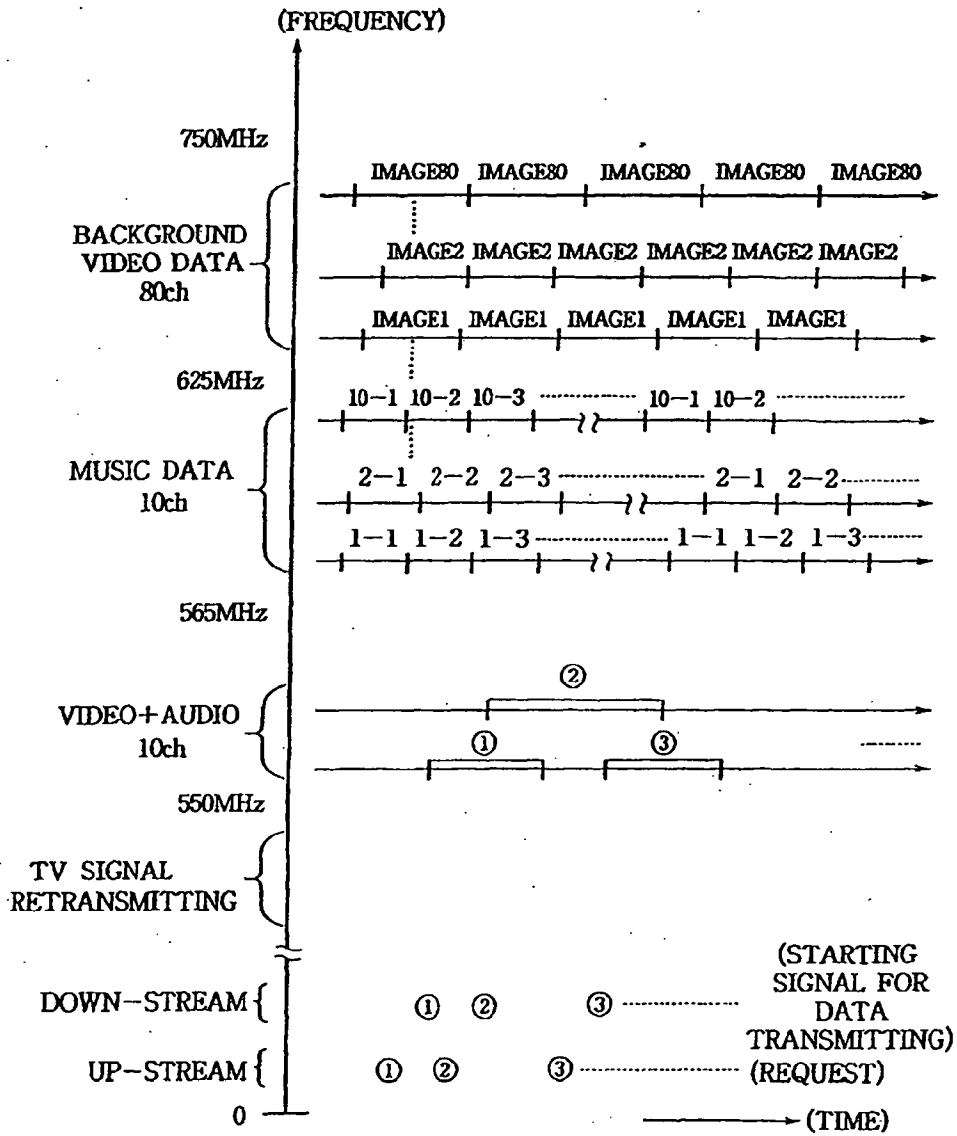 (FREQUENCY)
750MHz
IMAGE80 IMAGE80 IMAGE80 IMAGE80 IMAGE80
BACKGROUND
VIDEO DATA
80ch
IMAGE2 IMAGE2 IMAGE2 IMAGE2 IMAGE2 IMAGE2
IMAGE1 IMAGE1 IMAGE1 IMAGE1 IMAGE1
625MHz
10-1 10-2 10-3 10-1 10-2
MUSIC DATA
10ch
2-1 2-2 2-3 2-1 2-2
1-1 1-2 1-3 1-1 1-2 1-3
565MHz
②
VIDEO+AUDIO
10ch
① ③
550MHz
TV SIGNAL
RETRANSMITTING
DOWN-STREAM ① ② ③
(STARTING
SIGNAL FOR
DATA
TRANSMITTING)
UP-STREAM ① ② ③ (REQUEST)
0
(TIME)